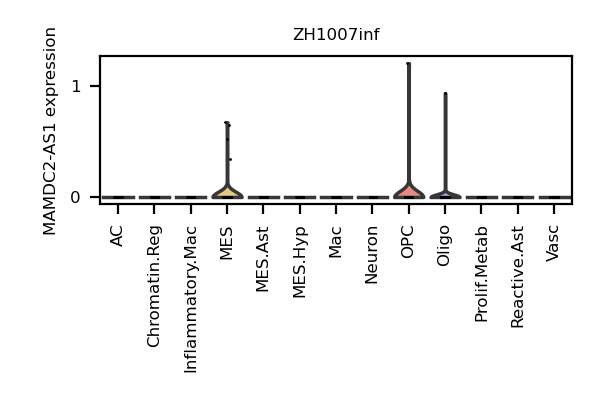 ZH1007inf
MAMDC2-AS1 expression
1
0
AC
Chromatin.Reg
Inflammatory.Mac
MES
MES.Ast
MES.Hyp
Mac
Neuron
OPC
Oligo
Prolif.Metab
Reactive.Ast
Vasc